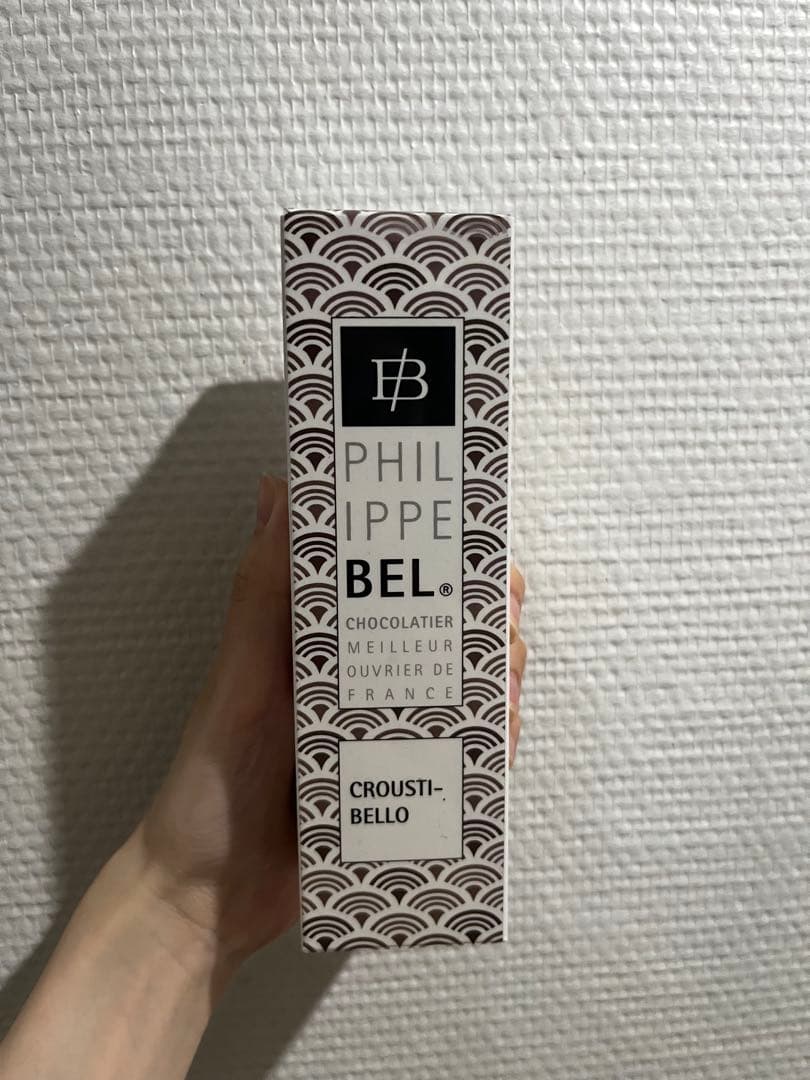 PHIL
IPPE
BEL®
CHOCOLATIER
MEILLEUR
OUVRIER DE
FRANCE
CROUSTI-
BELLO